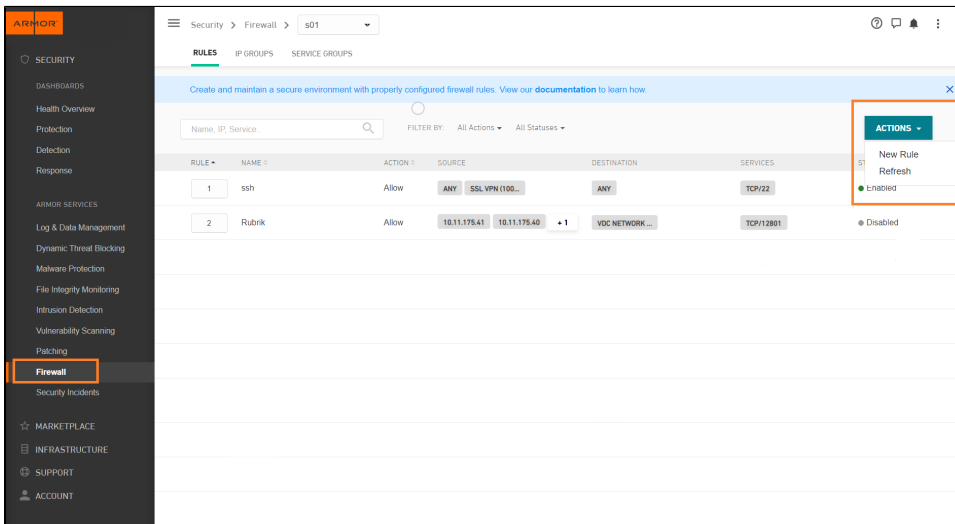 ARMOR
SECURITY
DASHBOARDS
Health Overview
Protection
Detection
Response
ARMOR SERVICES
Log & Data Management
Dynamic Threat Blocking
Malware Protection
File Integrity Monitoring
Intrusion Detection
Vulnerability Scanning
Patching
Firewall
Security Incidents
MARKETPLACE
INFRASTRUCTURE
SUPPORT
ACCOUNT
Security > Firewall > s01
RULES IP GROUPS SERVICE GROUPS
Create and maintain a secure environment with properly configured firewall rules. View our documentation to learn how.
Name, IP, Service.. FILTER BY: All Actions All Statuses
ACTIONS
New Rule
Refresh
RULE NAME ACTION SOURCE DESTINATION SERVICES
1 ssh Allow ANY SSL VPN (100... ANY TCP/22 Enabled
2 Rubrik Allow 10.11.175.41 10.11.175.40 + 1 VDC NETWORK ... TCP/12801 Disabled